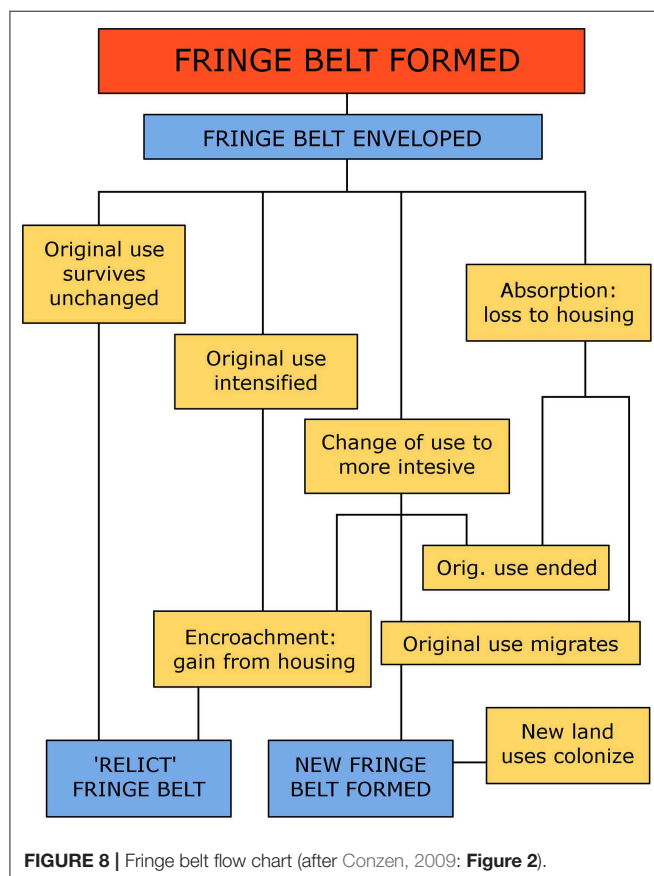 FRINGE BELT FORMED
FRINGE BELT ENVELOPED
Original use
survives
unchanged
Absorption:
loss to housing
Original use
intensified
Change of use to
more intesive
Orig. use ended
Encroachment:
gain from housing
Original use migrates
New land
uses colonize
'RELICT'
FRINGE BELT
NEW FRINGE
BELT FORMED
FIGURE 8 | Fringe belt flow chart (after Conzen, 2009: Figure 2).